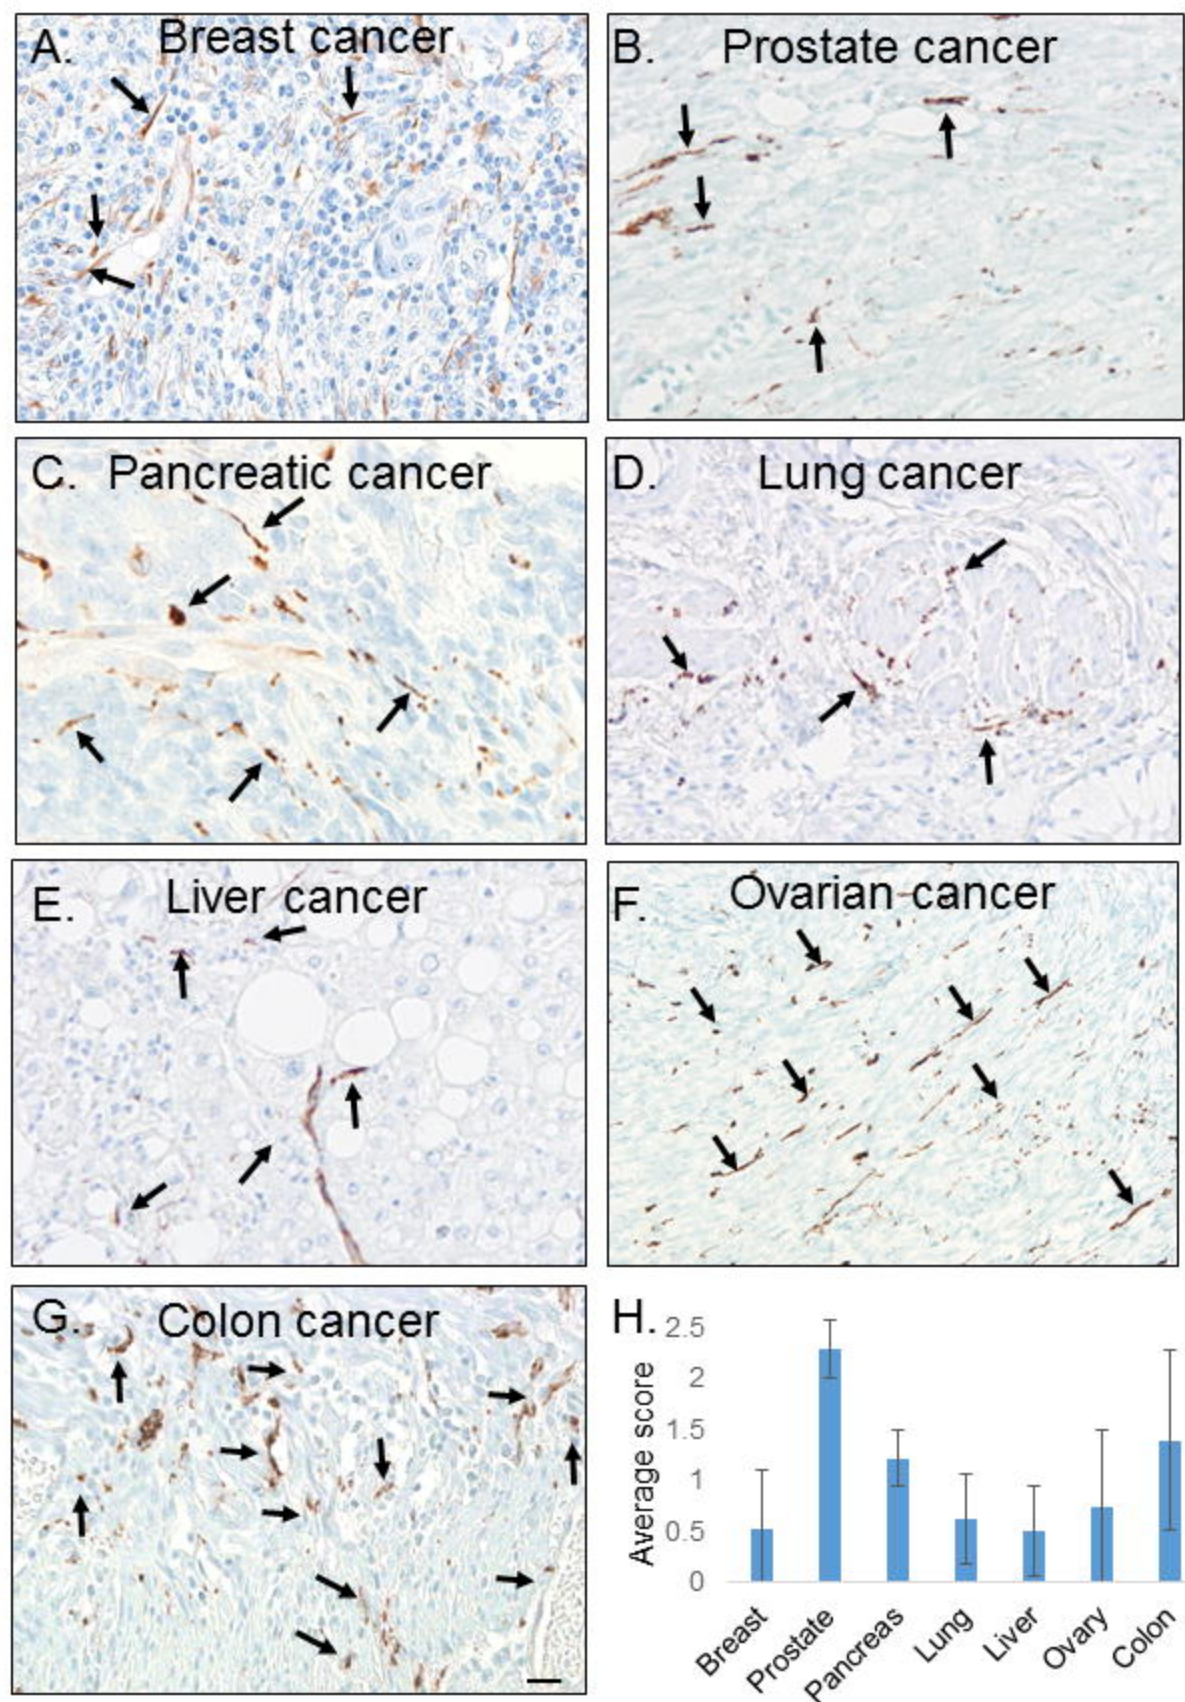 A. Breast cancer
B. Prostate cancer
C. Pancreatic cancer
D. Lung cancer
E. Liver cancer
F. Ovarian cancer
G. Colon cancer
H.
Average score
2.5
2
1.5
1
0.5
0
Breast
Prostate
Pancreas
Lung
Liver
Ovary
Colon